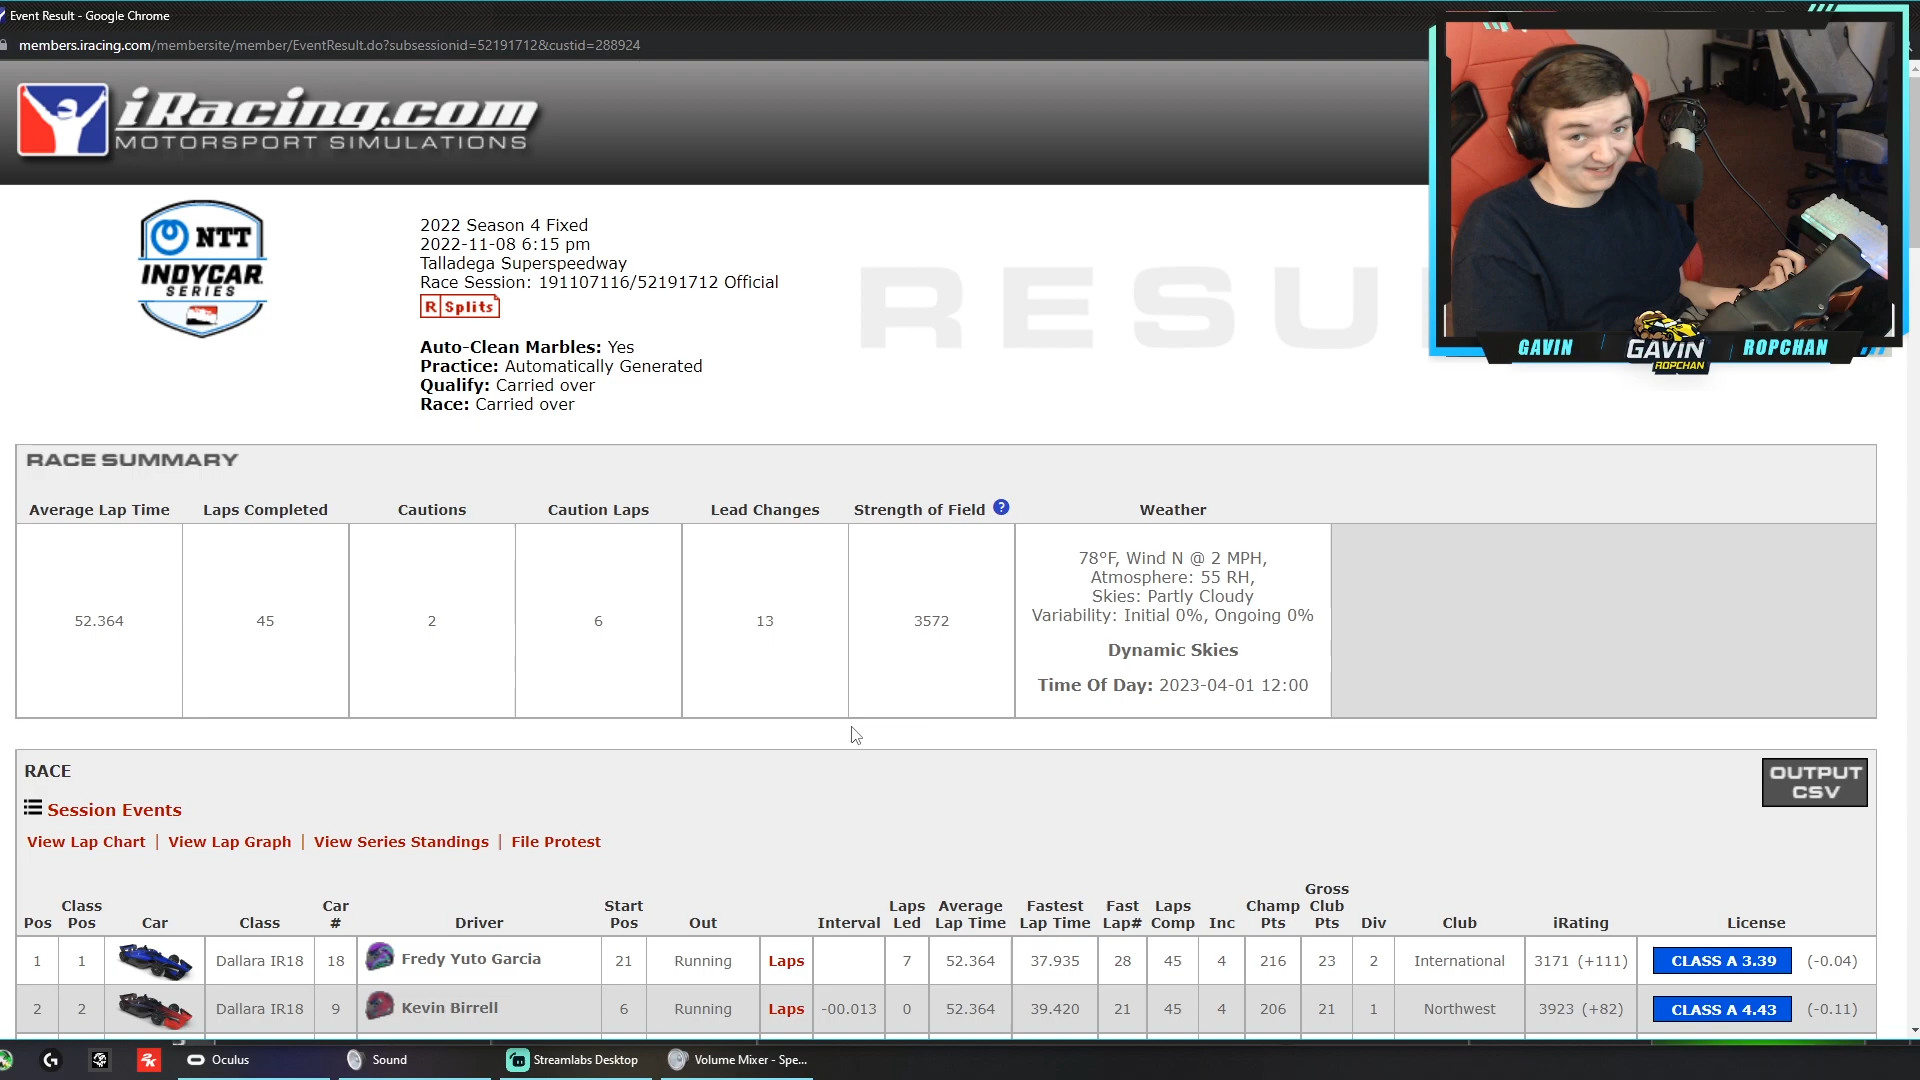 Event Result - Google Chrome
members.iracing.com/membersite/member/EventResult.do?subsessionid=52191712&custid=288924
iRacing.com
MOTORSPORT SIMULATIONS
NTT
INDYCAR
SERIES
2022 Season 4 Fixed
2022-11-08 6:15 pm
Talladega Superspeedway
Race Session: 191107116/52191712 Official
R Splits
Auto-Clean Marbles: Yes
Practice: Automatically Generated
Qualify: Carried over
Race: Carried over
RESU
GAVIN GAVIN ROPCHAN ROPCHAN
RACE SUMMARY
Average Lap Time Laps Completed Cautions Caution Laps Lead Changes Strength of Field ? Weather
52.364 45 2 6 13 3572
78°F, Wind N @ 2 MPH,
Atmosphere: 55 RH,
Skies: Partly Cloudy
Variability: Initial 0%, Ongoing 0%
Dynamic Skies
Time Of Day: 2023-04-01 12:00
RACE
OUTPUT
CSV
Session Events
View Lap Chart | View Lap Graph | View Series Standings | File Protest
Pos Class Pos Car Class Car # Driver Start Pos Out Interval Laps Led Average Lap Time Fastest Lap Time Fast Lap# Laps Comp Inc Champ Pts Gross Club Pts Div Club iRating License
1 1 Dallara IR18 18 Fredy Yuto Garcia 21 Running Laps 7 52.364 37.935 28 45 4 216 23 2 International 3171 (+111) CLASS A 3.39 (-0.04)
2 2 Dallara IR18 9 Kevin Birrell 6 Running Laps -00.013 0 52.364 39.420 21 45 4 206 21 1 Northwest 3923 (+82) CLASS A 4.43 (-0.11)
2K Oculus Sound Streamlabs Desktop Volume Mixer - Spe...